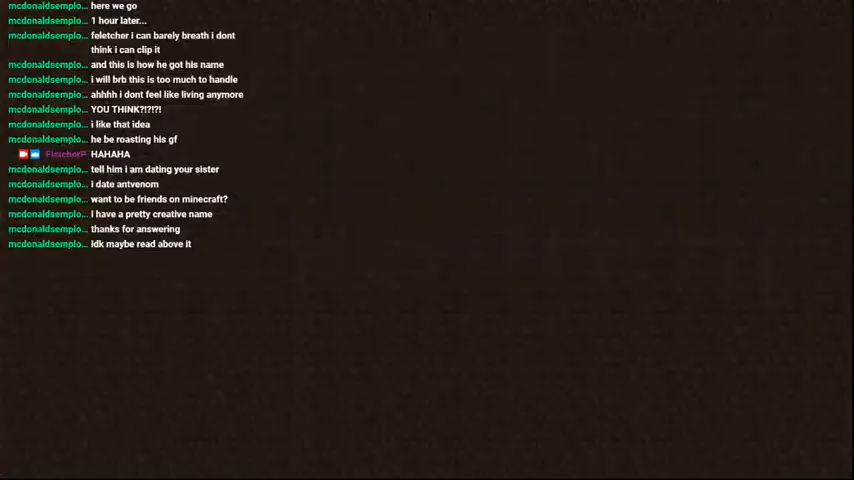 mcdonaldsemplo... here we go
mcdonaldsemplo... 1 hour later...
mcdonaldsemplo... feletcher i can barely breath i dont
think i can clip it
mcdonaldsemplo... and this is how he got his name
mcdonaldsemplo... i will brb this is too much to handle
mcdonaldsemplo... ahhhh i dont feel like living anymore
mcdonaldsemplo... YOU THINK?!?!?!
mcdonaldsemplo... i like that idea
mcdonaldsemplo... he be roasting his gf
HAHAHA
mcdonaldsemplo... tell him i am dating your sister
mcdonaldsemplo... i date antvenom
mcdonaldsemplo... want to be friends on minecraft?
mcdonaldsemplo... i have a pretty creative name
mcdonaldsemplo... thanks for answering
mcdonaldsemplo... idk maybe read above it